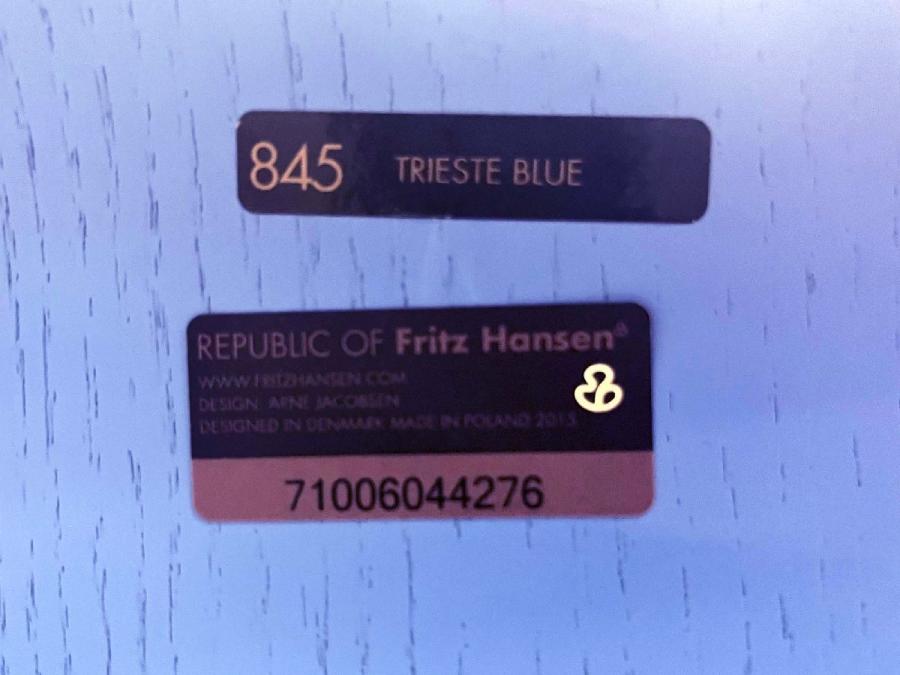 845 TRIESTE BLUE
REPUBLIC OF Fritz Hansen®
WWW.FRITZHANSEN.COM
DESIGN: ARNE JACOBSEN
DESIGNED IN DENMARK MADE IN POLAND 2015
71006044276